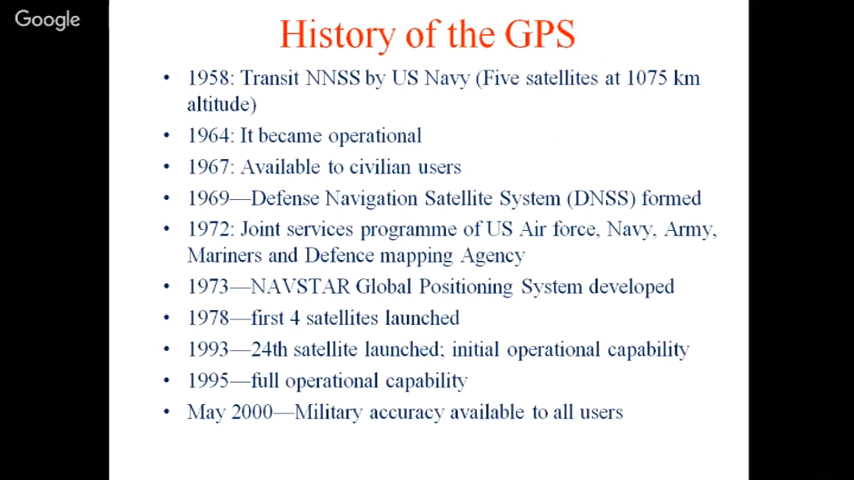 Google
History of the GPS
• 1958: Transit NNSS by US Navy (Five satellites at 1075 km
altitude)
• 1964: It became operational
• 1967: Available to civilian users
• 1969—Defense Navigation Satellite System (DNSS) formed
• 1972: Joint services programme of US Air force, Navy, Army,
Mariners and Defence mapping Agency
• 1973—NAVSTAR Global Positioning System developed
• 1978—first 4 satellites launched
• 1993—24th satellite launched; initial operational capability
• 1995—full operational capability
• May 2000—Military accuracy available to all users